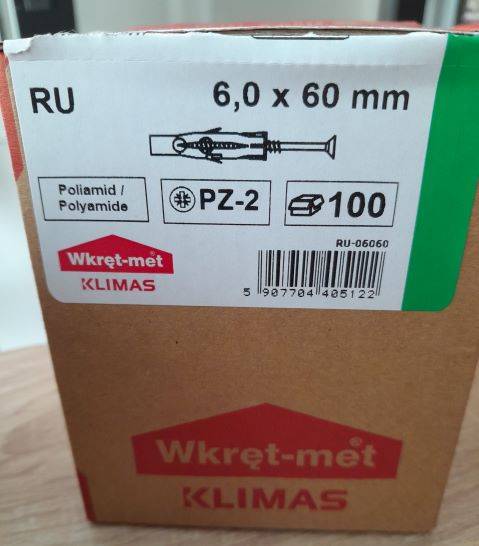 RU 6,0 x 60 mm
Poliamid /
Polyamide
PZ-2
100
RU-06060
Wkręt-met
KLIMAS
5 907704 405122
Wkręt-met®
KLIMAS